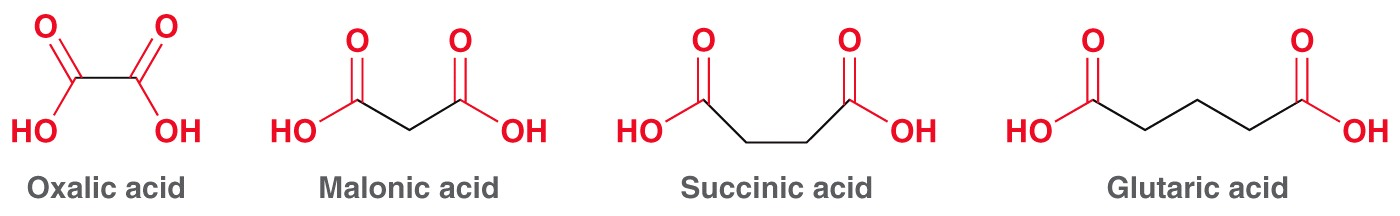 O O
HO OH
Oxalic acid
O O
HO OH
Malonic acid
O O
HO OH
Succinic acid
O O
HO OH
Glutaric acid